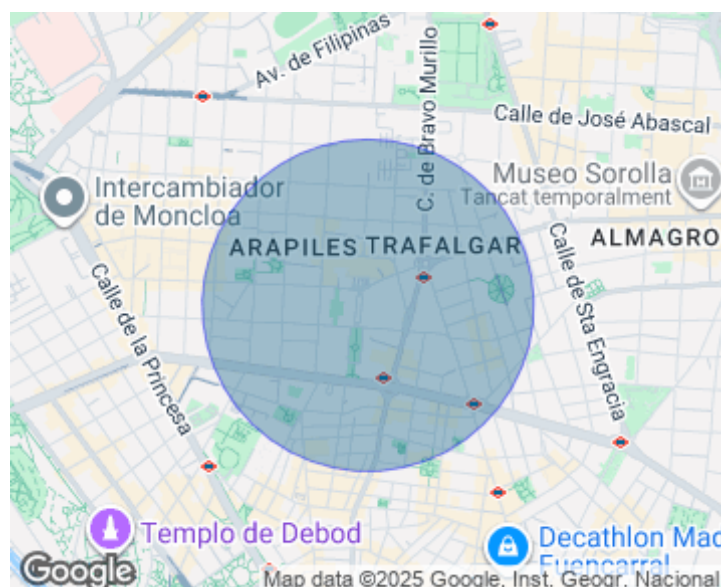 Av. de Filipinas
C. de Bravo Murillo
Calle de José Abascal
Museo Sorolla
Tancat temporalment
Intercambiador
de Moncloa
ARAPILES
TRAFALGAR
ALMAGRO
Calle de la Princesa
Calle de Sta Engracia
Templo de Debod
Decathlon Mad
Fuencarral
Google
Map data ©2025 Google, Inst. Geogr. Nacional